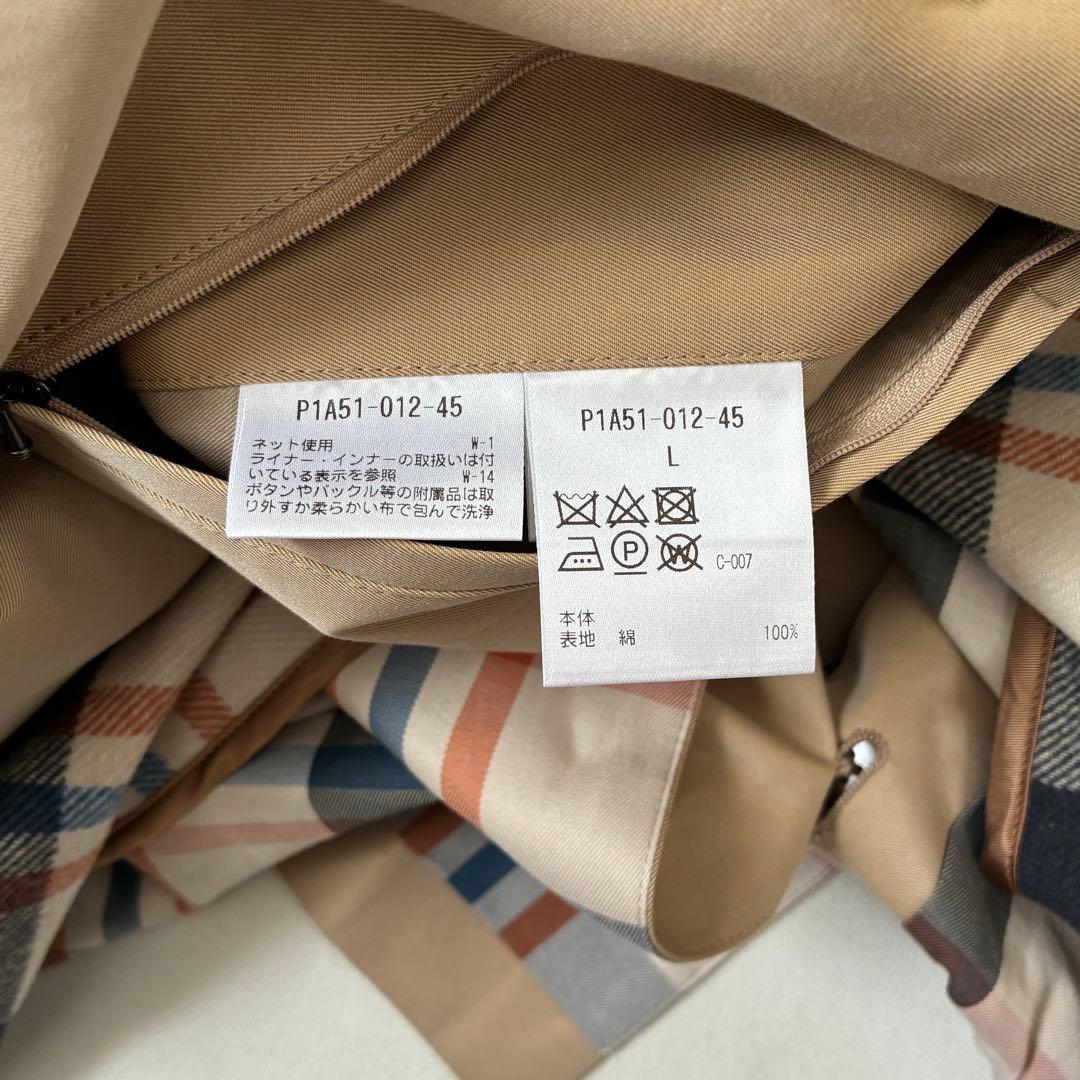 P1A51-012-45
ネット使用 W-1
ライナー・インナーの取扱いは付
いている表示を参照 W-14
ボタンやバックル等の附属品は取
り外すか柔らかい布で包んで洗浄
P1A51-012-45
L
P W C-007
本体
表地 綿 100%